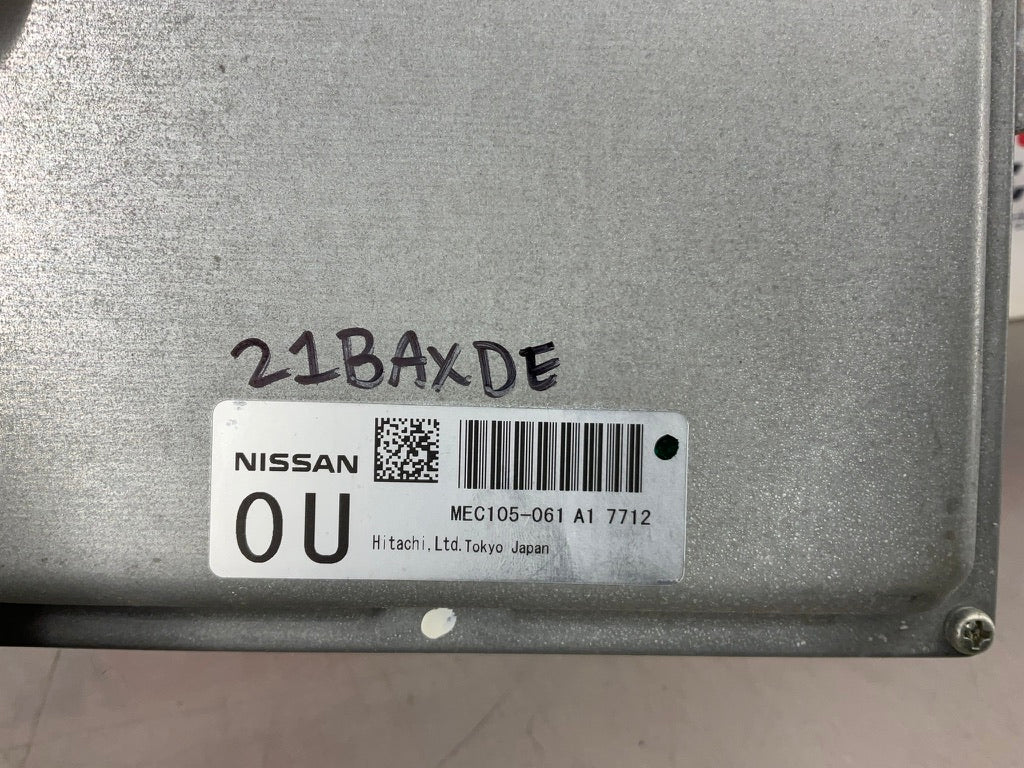 21BAXDE
NISSAN
0U
MEC105-061 A1 7712
Hitachi,Ltd.Tokyo Japan